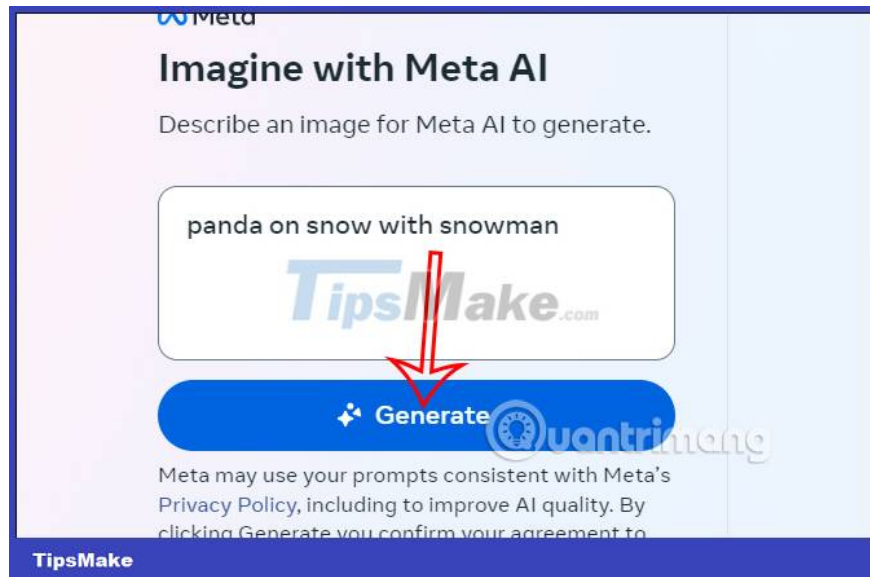 Meta
Imagine with Meta AI
Describe an image for Meta AI to generate.
panda on snow with snowman
TipsMake.com
Generate
Quantrimang
Meta may use your prompts consistent with Meta's
Privacy Policy, including to improve AI quality. By
clicking Generate you confirm your agreement to
TipsMake